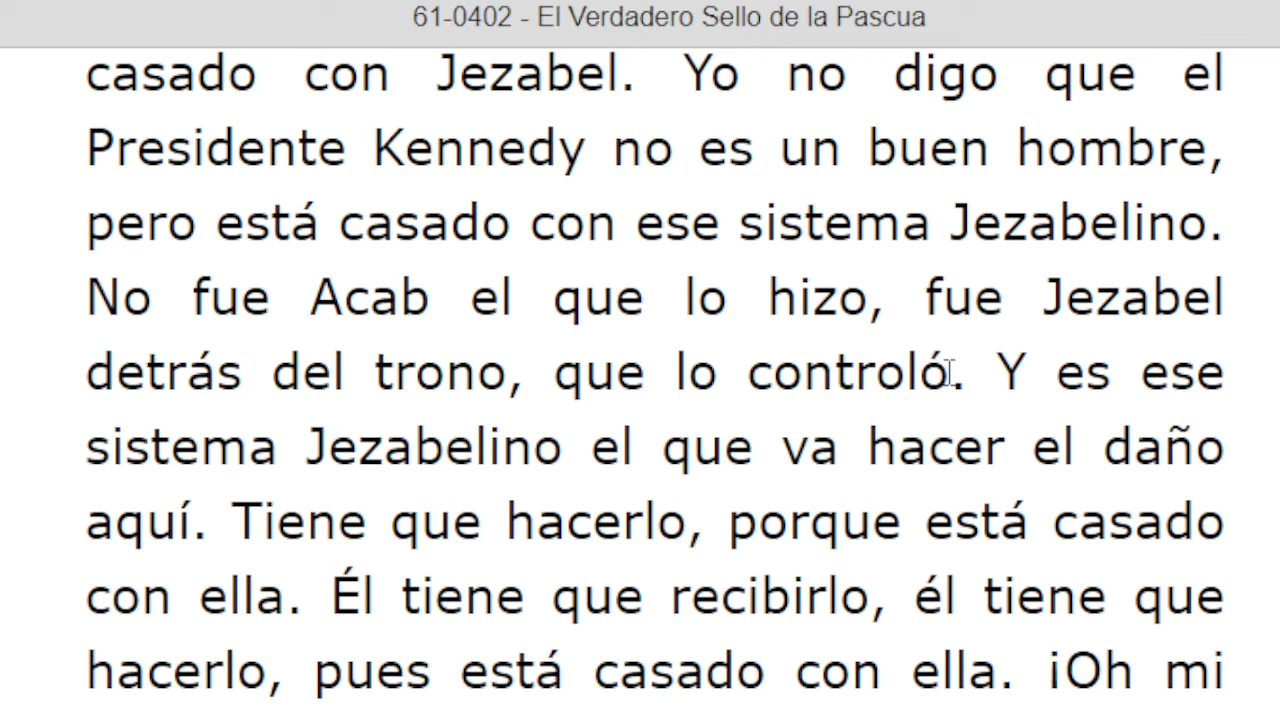 61-0402 - El Verdadero Sello de la Pascua
casado con Jezabel. Yo no digo que el
Presidente Kennedy no es un buen hombre,
pero está casado con ese sistema Jezabelino.
No fue Acab el que lo hizo, fue Jezabel
detrás del trono, que lo controló. Y es ese
sistema Jezabelino el que va hacer el daño
aquí. Tiene que hacerlo, porque está casado
con ella. Él tiene que recibirlo, él tiene que
hacerlo, pues está casado con ella. ¡Oh mi